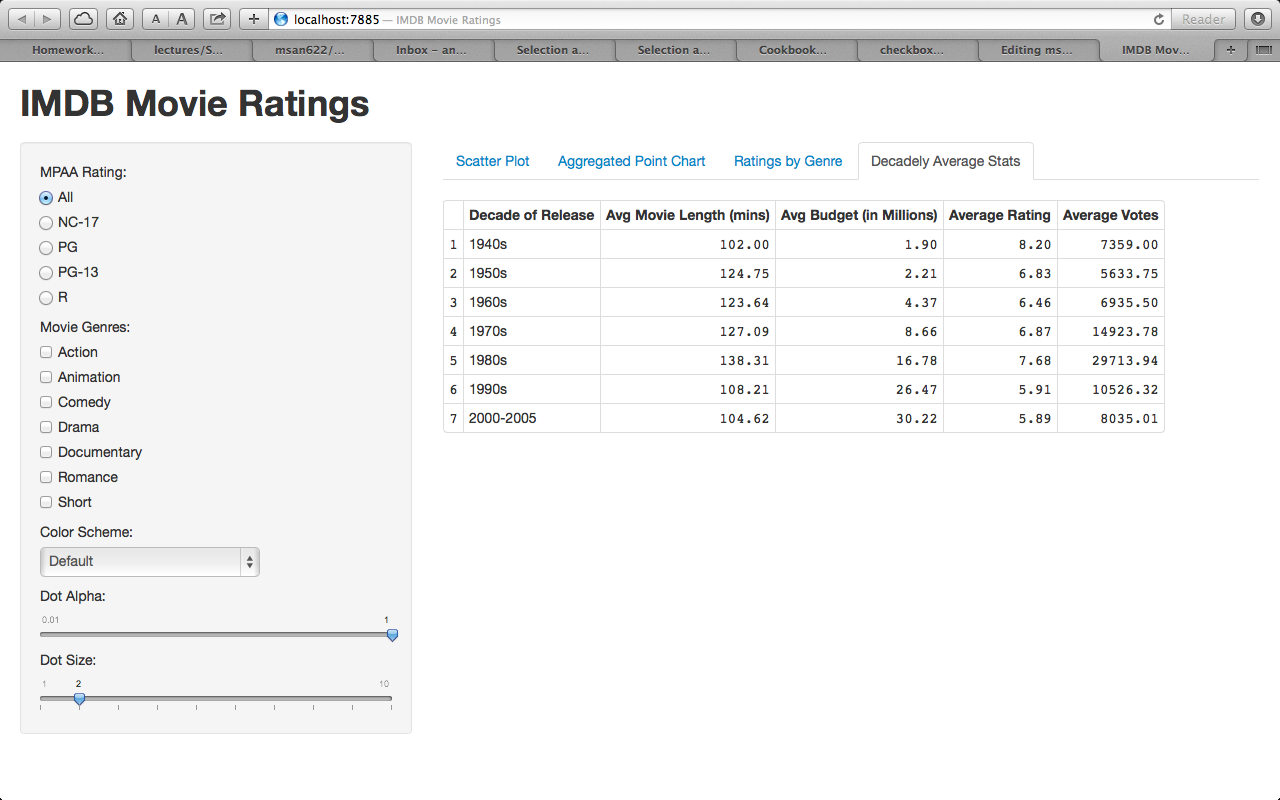 A A + localhost:7885 — IMDB Movie Ratings Reader
Homework... lectures/S... msan622/... Inbox – an... Selection a... Selection a... Cookbook... checkbox... Editing ms... IMDB Mov... +
IMDB Movie Ratings
MPAA Rating:
All
NC-17
PG
PG-13
R
Movie Genres:
Action
Animation
Comedy
Drama
Documentary
Romance
Short
Color Scheme:
Default
Dot Alpha:
0.01 1
Dot Size:
1 2 10
Scatter Plot Aggregated Point Chart Ratings by Genre Decadely Average Stats
Decade of Release Avg Movie Length (mins) Avg Budget (in Millions) Average Rating Average Votes
1 1940s 102.00 1.90 8.20 7359.00
2 1950s 124.75 2.21 6.83 5633.75
3 1960s 123.64 4.37 6.46 6935.50
4 1970s 127.09 8.66 6.87 14923.78
5 1980s 138.31 16.78 7.68 29713.94
6 1990s 108.21 26.47 5.91 10526.32
7 2000-2005 104.62 30.22 5.89 8035.01